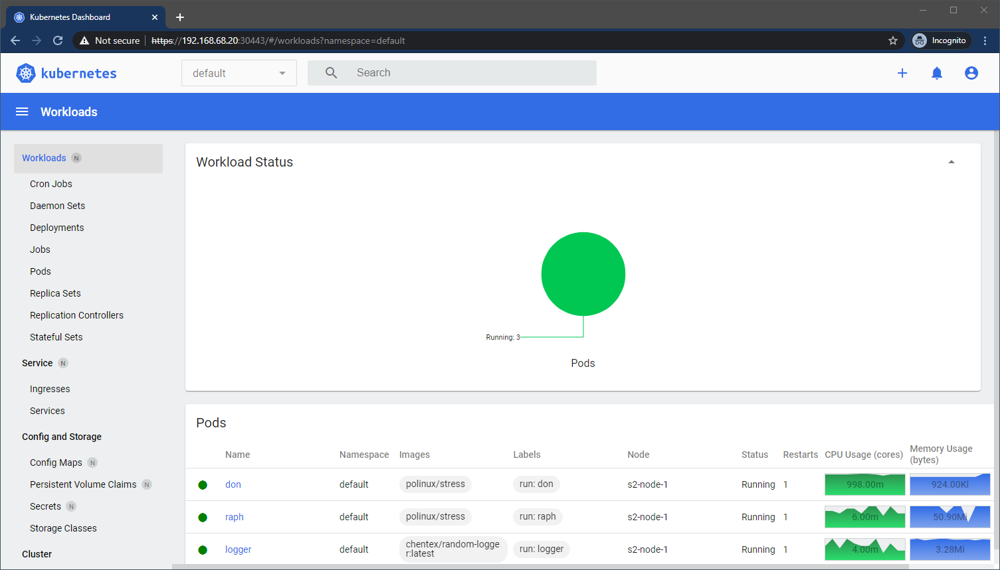 Kubernetes Dashboard
Not secure https://192.168.68.20:30443/#/workloads?namespace=default Incognito
kubernetes default Search
Workloads
Workloads N
Cron Jobs
Daemon Sets
Deployments
Jobs
Pods
Replica Sets
Replication Controllers
Stateful Sets
Service N
Ingresses
Services
Config and Storage
Config Maps N
Persistent Volume Claims N
Secrets N
Storage Classes
Cluster
Workload Status
Running: 3
Pods
Pods
Name Namespace Images Labels Node Status Restarts CPU Usage (cores) Memory Usage
(bytes)
don default polinux/stress run: don s2-node-1 Running 1 998.00m 924.00Ki
raph default polinux/stress run: raph s2-node-1 Running 1 6.00m 50.90Mi
logger default chentex/random-logge run: logger s2-node-1 Running 1 4.00m 3.28Mi
r:latest